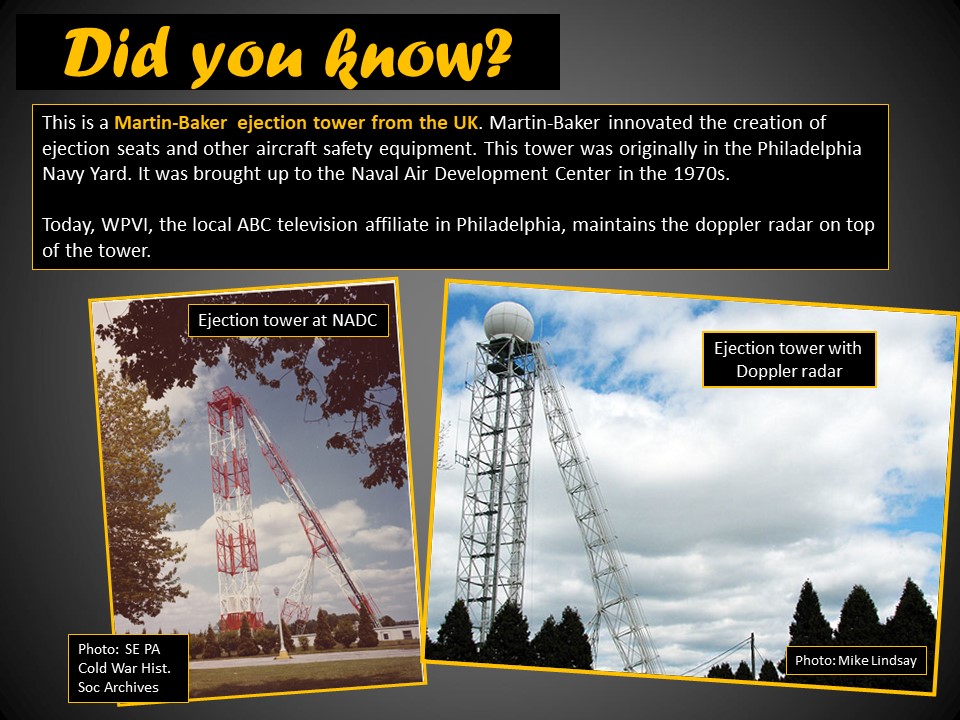 Did you know?
This is a Martin-Baker ejection tower from the UK. Martin-Baker innovated the creation of
ejection seats and other aircraft safety equipment. This tower was originally in the Philadelphia
Navy Yard. It was brought up to the Naval Air Development Center in the 1970s.
Today, WPVI, the local ABC television affiliate in Philadelphia, maintains the doppler radar on top
of the tower.
Ejection tower at NADC
Ejection tower with
Doppler radar
Photo: SE PA
Cold War Hist.
Soc Archives
Photo: Mike Lindsay